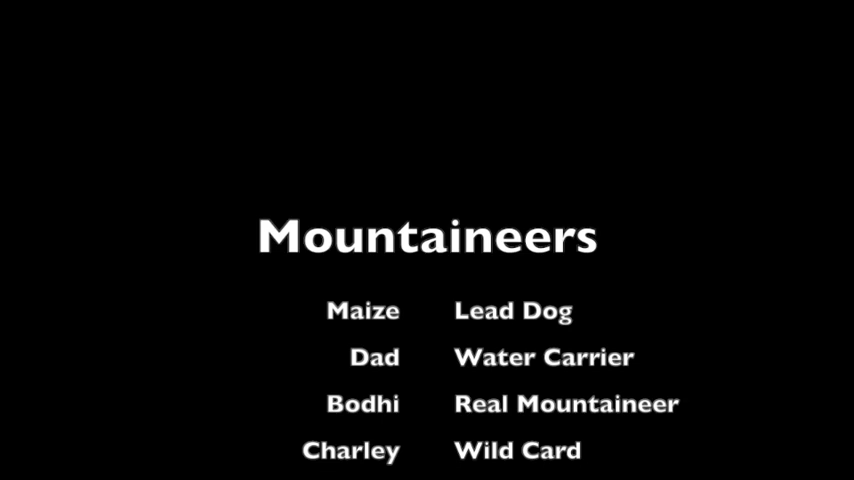 Mountaineers
Maize Lead Dog
Dad Water Carrier
Bodhi Real Mountaineer
Charley Wild Card